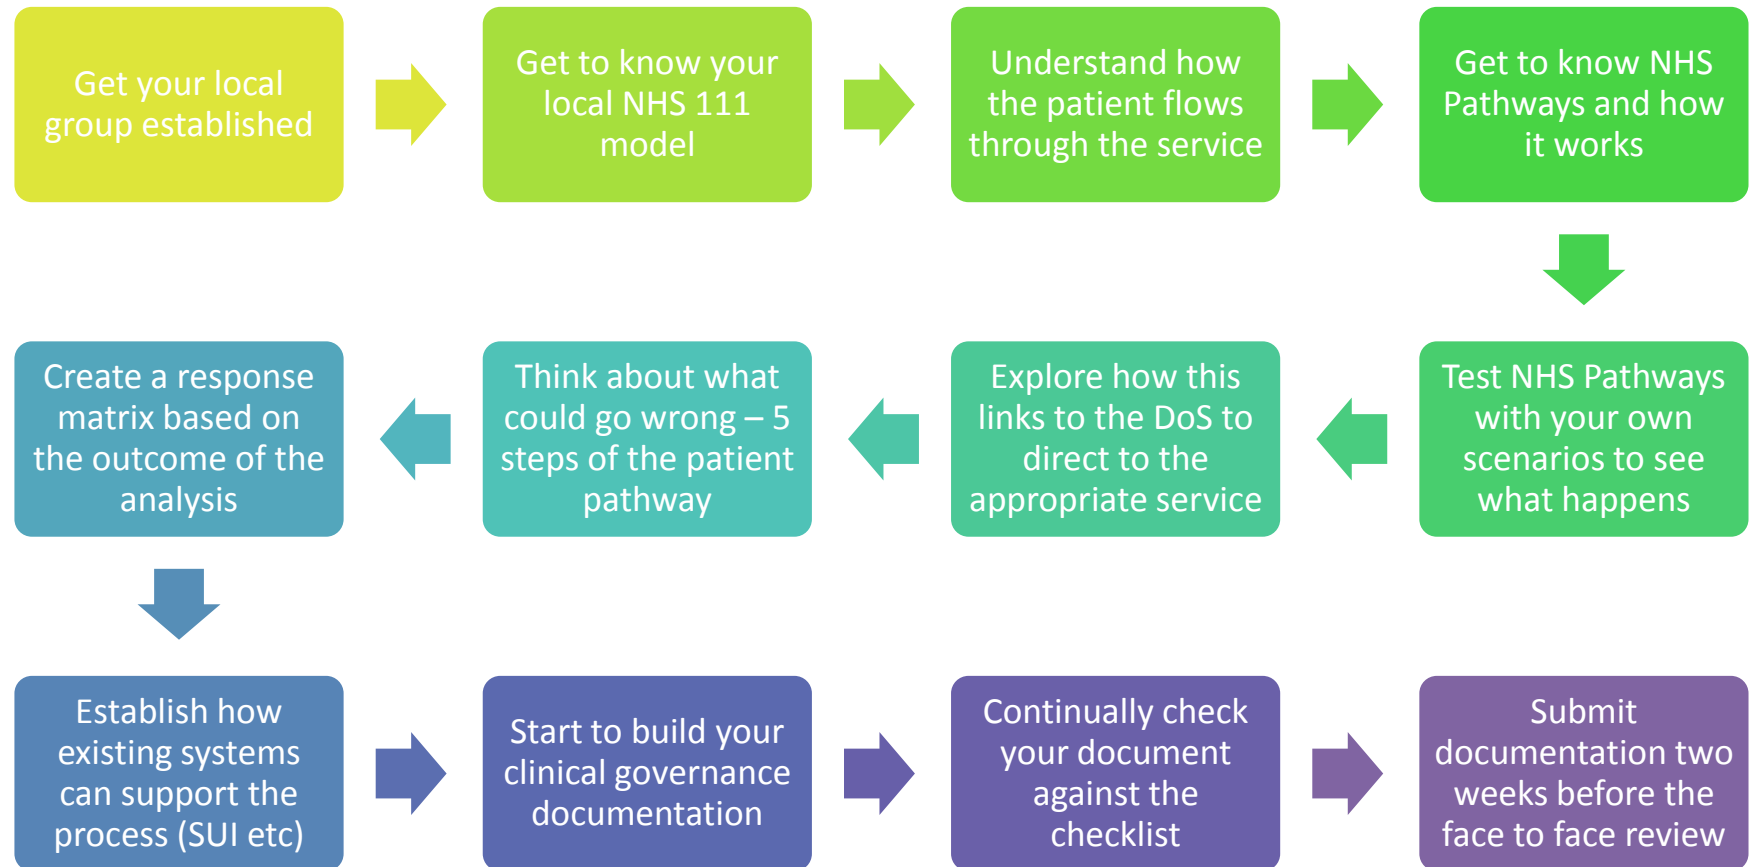 Get your local
group established
Get to know your
local NHS 111
model
Understand how
the patient flows
through the service
Get to know NHS
Pathways and how
it works
Test NHS Pathways
with your own
scenarios to see
what happens
Explore how this
links to the DoS to
direct to the
appropriate service
Think about what
could go wrong – 5
steps of the patient
pathway
Create a response
matrix based on
the outcome of the
analysis
Establish how
existing systems
can support the
process (SUI etc)
Start to build your
clinical governance
documentation
Continually check
your document
against the
checklist
Submit
documentation two
weeks before the
face to face review